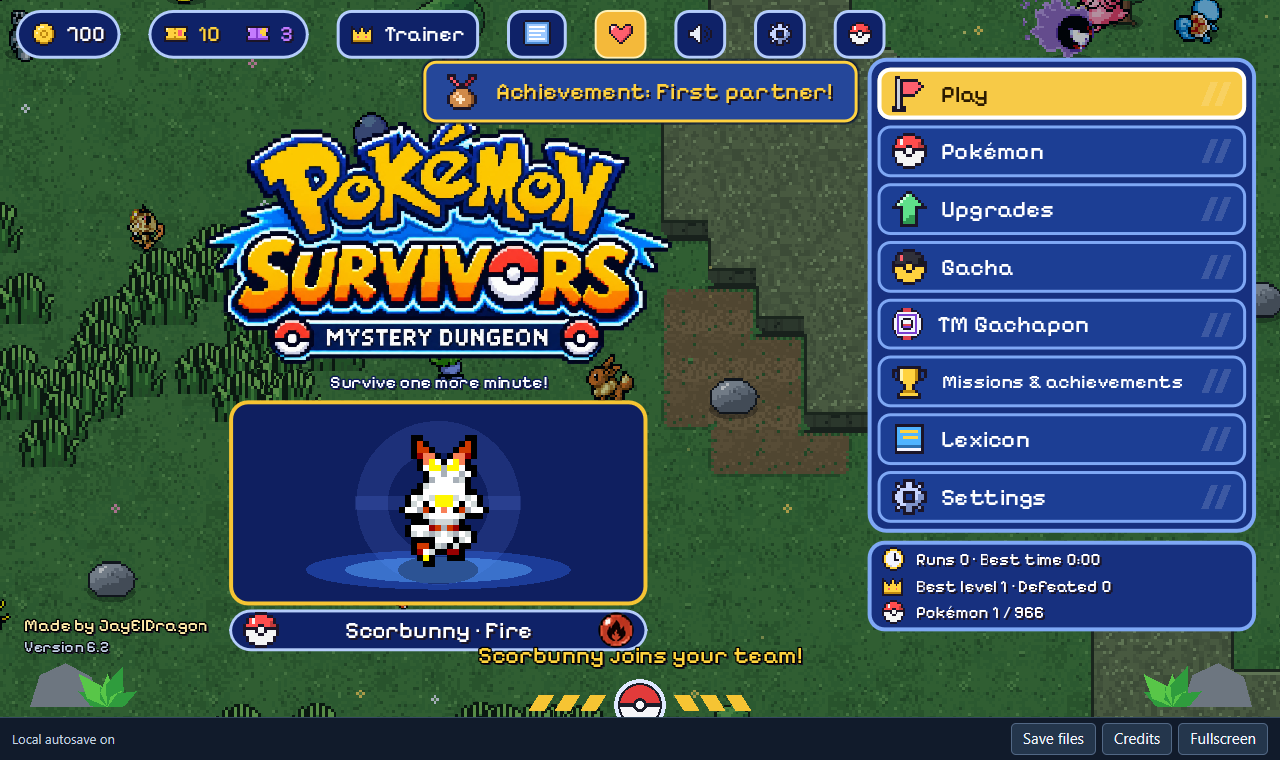 700
10
3
Trainer
Achievement: First partner!
Play
POKÉMON
SURVIVORS
MYSTERY DUNGEON
Survive one more minute!
Pokémon
Upgrades
Gacha
TM Gachapon
Missions & achievements
Lexicon
Settings
Runs 0 · Best time 0:00
Best level 1 · Defeated 0
Pokémon 1 / 966
Scorbunny · Fire
Scorbunny joins your team!
Made by JayElDragon
Version 6.2
Local autosave on
Save files
Credits
Fullscreen